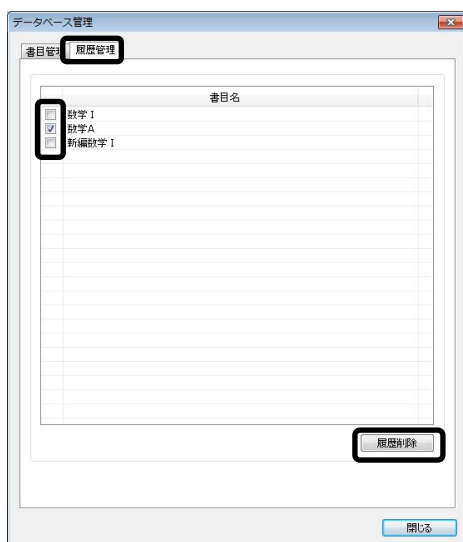 データベース管理
書目管理 履歴管理
書目名
数学Ⅰ
数学A
新編数学Ⅰ
履歴削除
閉じる